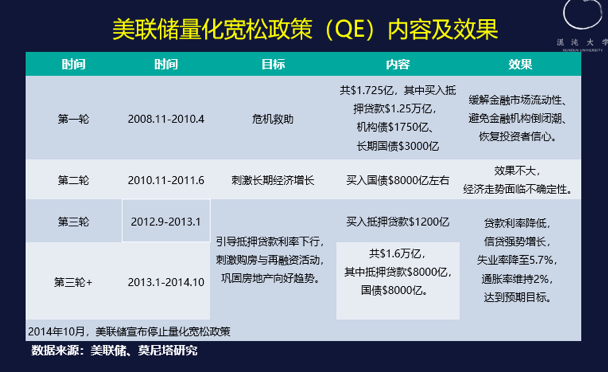 美联储量化宽松政策（QE）内容及效果
混沌大学
HUNDUN UNIVERSITY
时间 时间 目标 内容 效果
第一轮 2008.11-2010.4 危机救助
共$1.725亿，其中买入抵
押贷款$1.25万亿，
机构债$1750亿、
长期国债$3000亿
缓解金融市场流动性、
避免金融机构倒闭潮、
恢复投资者信心。
第二轮 2010.11-2011.6 刺激长期经济增长 买入国债$8000亿左右
效果不大，
经济走势面临不确定性。
第三轮 2012.9-2013.1
引导抵押贷款利率下行，
刺激购房与再融资活动，
巩固房地产向好趋势。
买入抵押贷款$1200亿
贷款利率降低，
信贷强势增长，
失业率降至5.7%，
通胀率维持2%，
达到预期目标。
第三轮+ 2013.1-2014.10
共$1.6万亿，
其中抵押贷款$8000亿，
国债$8000亿。
2014年10月，美联储宣布停止量化宽松政策
数据来源：美联储、莫尼塔研究